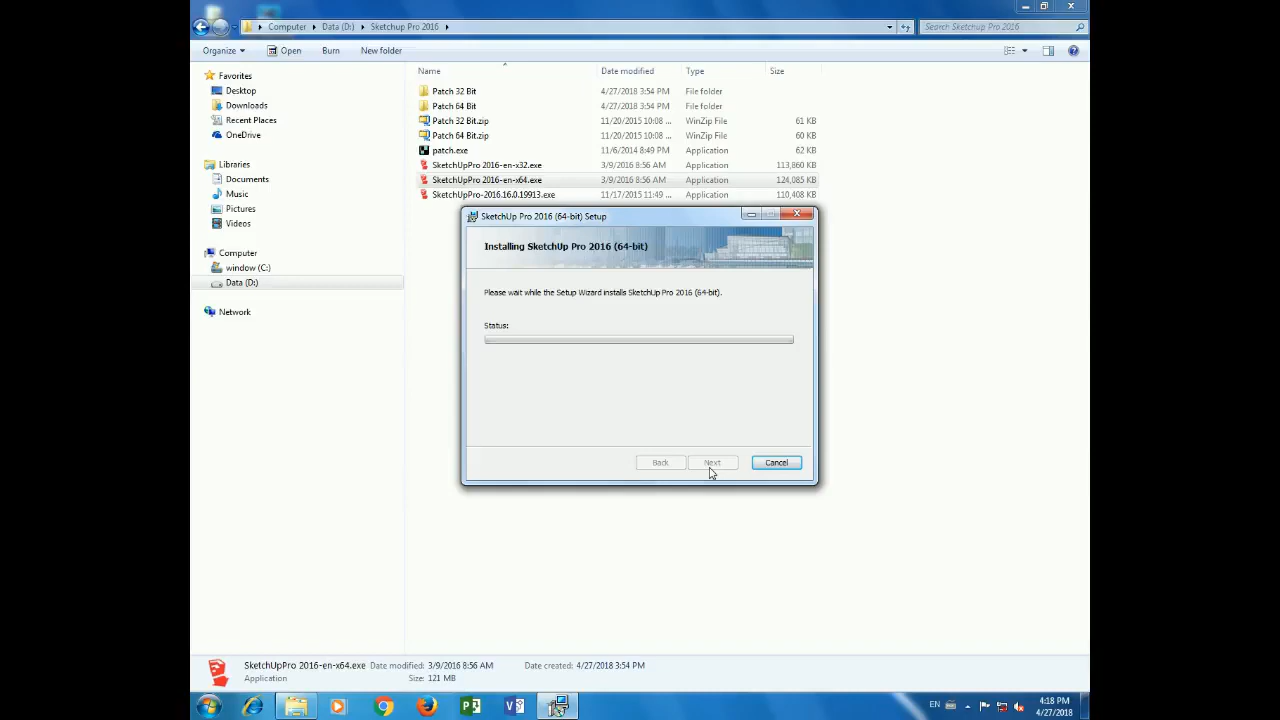 Computer Data (D:) Sketchup Pro 2016 Search Sketchup Pro 2016
Organize Open Burn New folder
Name Date modified Type Size
Favorites
Desktop
Downloads
Recent Places
OneDrive
Libraries
Documents
Music
Pictures
Videos
Computer
window (C:)
Data (D:)
Network
Patch 32 Bit 4/27/2018 3:54 PM File folder
Patch 64 Bit 4/27/2018 3:54 PM File folder
Patch 32 Bit.zip 11/20/2015 10:08 ... WinZip File 61 KB
Patch 64 Bit.zip 11/20/2015 10:08 ... WinZip File 60 KB
patch.exe 11/6/2014 8:49 PM Application 62 KB
SketchUpPro 2016-en-x32.exe 3/9/2016 8:56 AM Application 113,860 KB
SketchUpPro 2016-en-x64.exe 3/9/2016 8:56 AM Application 124,085 KB
SketchUpPro-2016.16.0.19913.exe 11/17/2015 11:49 ... Application 110,408 KB
SketchUp Pro 2016 (64-bit) Setup
Installing SketchUp Pro 2016 (64-bit)
Please wait while the Setup Wizard installs SketchUp Pro 2016 (64-bit).
Status:
Back Next Cancel
SketchUpPro 2016-en-x64.exe Date modified: 3/9/2016 8:56 AM Date created: 4/27/2018 3:54 PM
Application Size: 121 MB
EN 4:18 PM
4/27/2018